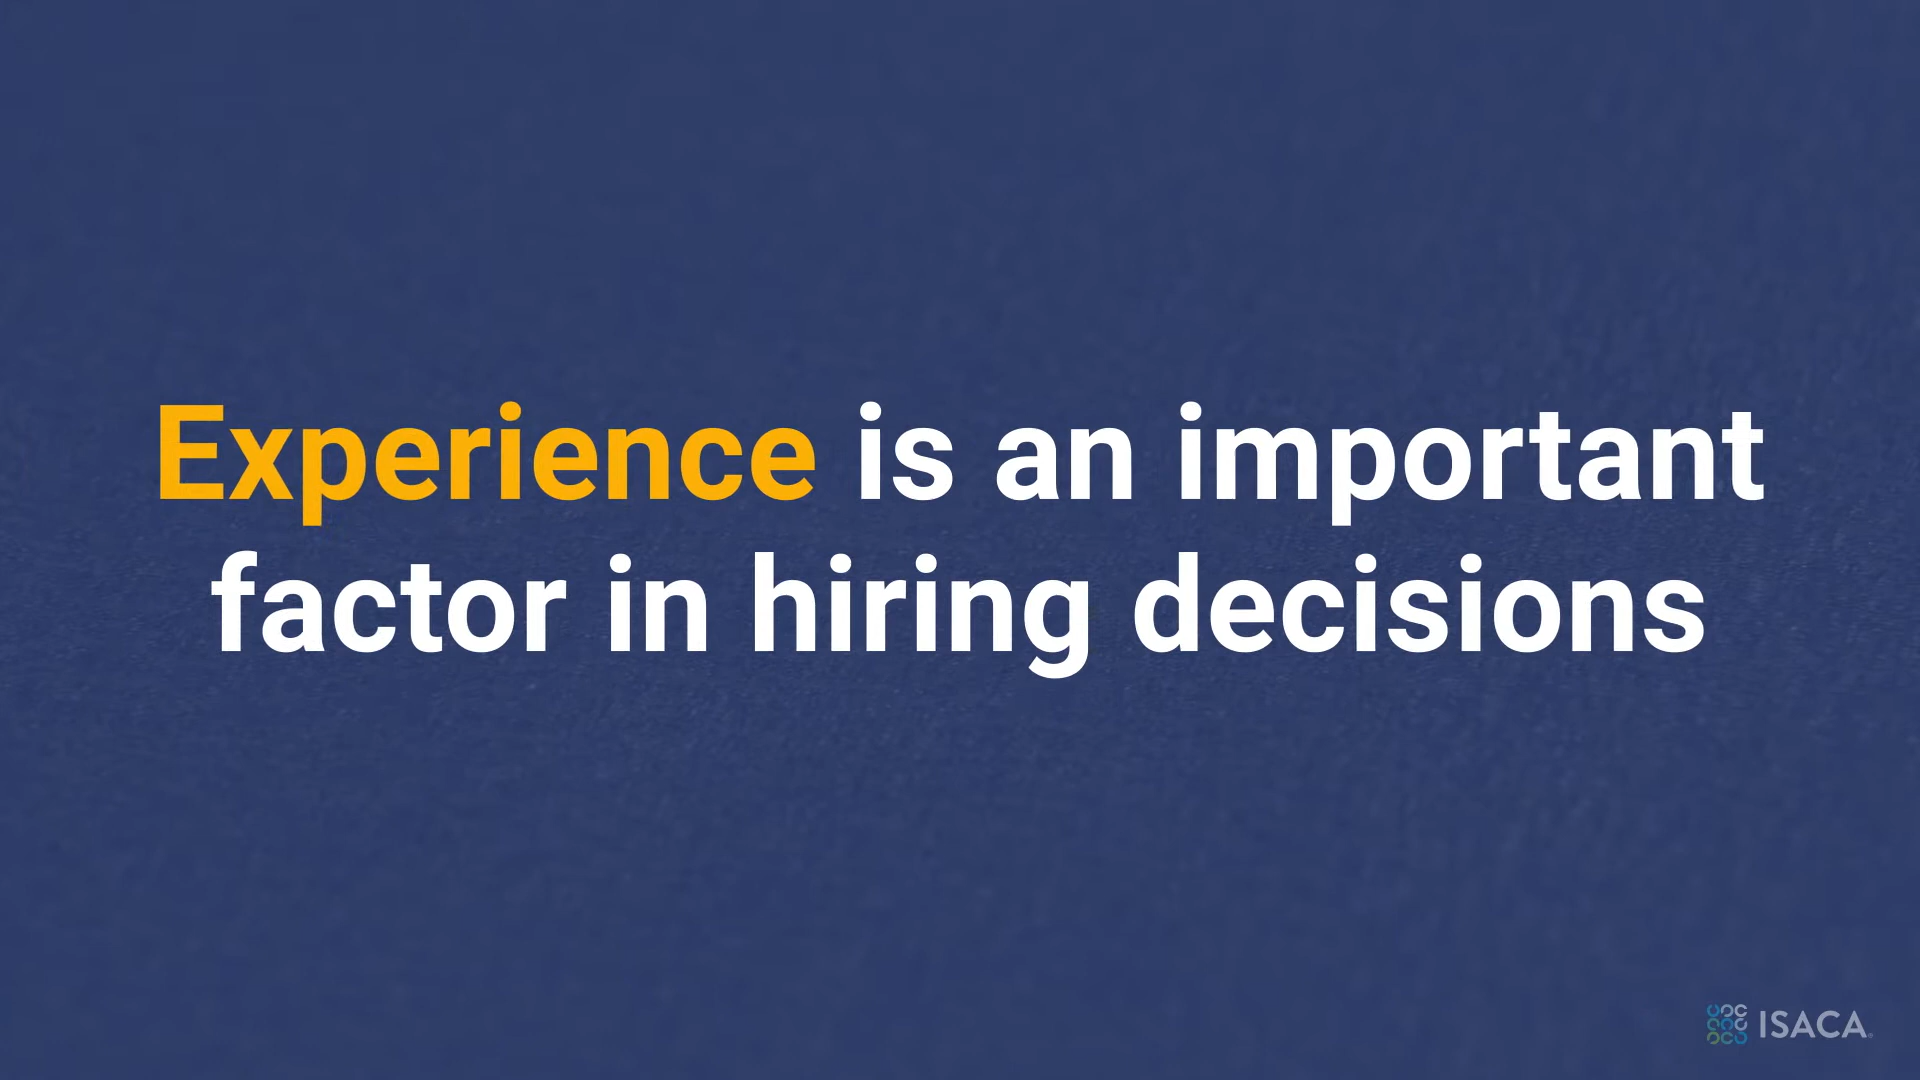 Experience is an important
factor in hiring decisions
ISACA